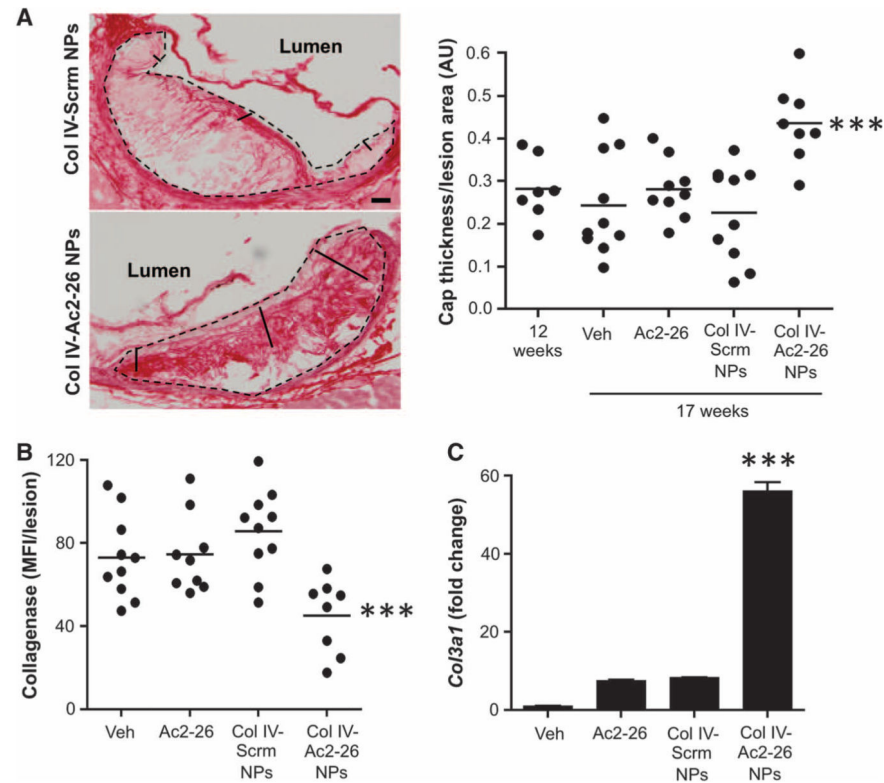 A
Col IV-Scrm NPs
Lumen
Col IV-Ac2-26 NPs
Lumen
Cap thickness/lesion area (AU)
0.6
0.5
0.4
0.3
0.2
0.1
0.0
***
12
weeks
Veh
Ac2-26
Col IV-
Scrm
NPs
Col IV-
Ac2-26
NPs
17 weeks
B
Collagenase (MFI/lesion)
120
80
40
0
***
Veh
Ac2-26
Col IV-
Scrm
NPs
Col IV-
Ac2-26
NPs
C
Col3a1 (fold change)
60
40
20
0
***
Veh
Ac2-26
Col IV-
Scrm
NPs
Col IV-
Ac2-26
NPs